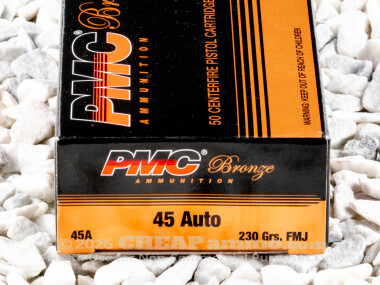 PMC® Bronze
AMMUNITION
50 CENTERFIRE PISTOL CARTRIDGES
WARNING: KEEP OUT OF REACH OF CHILDREN
PMC® Bronze
AMMUNITION
45 Auto
45A
230 Grs. FMJ
© 2026 CHEAPammo.com